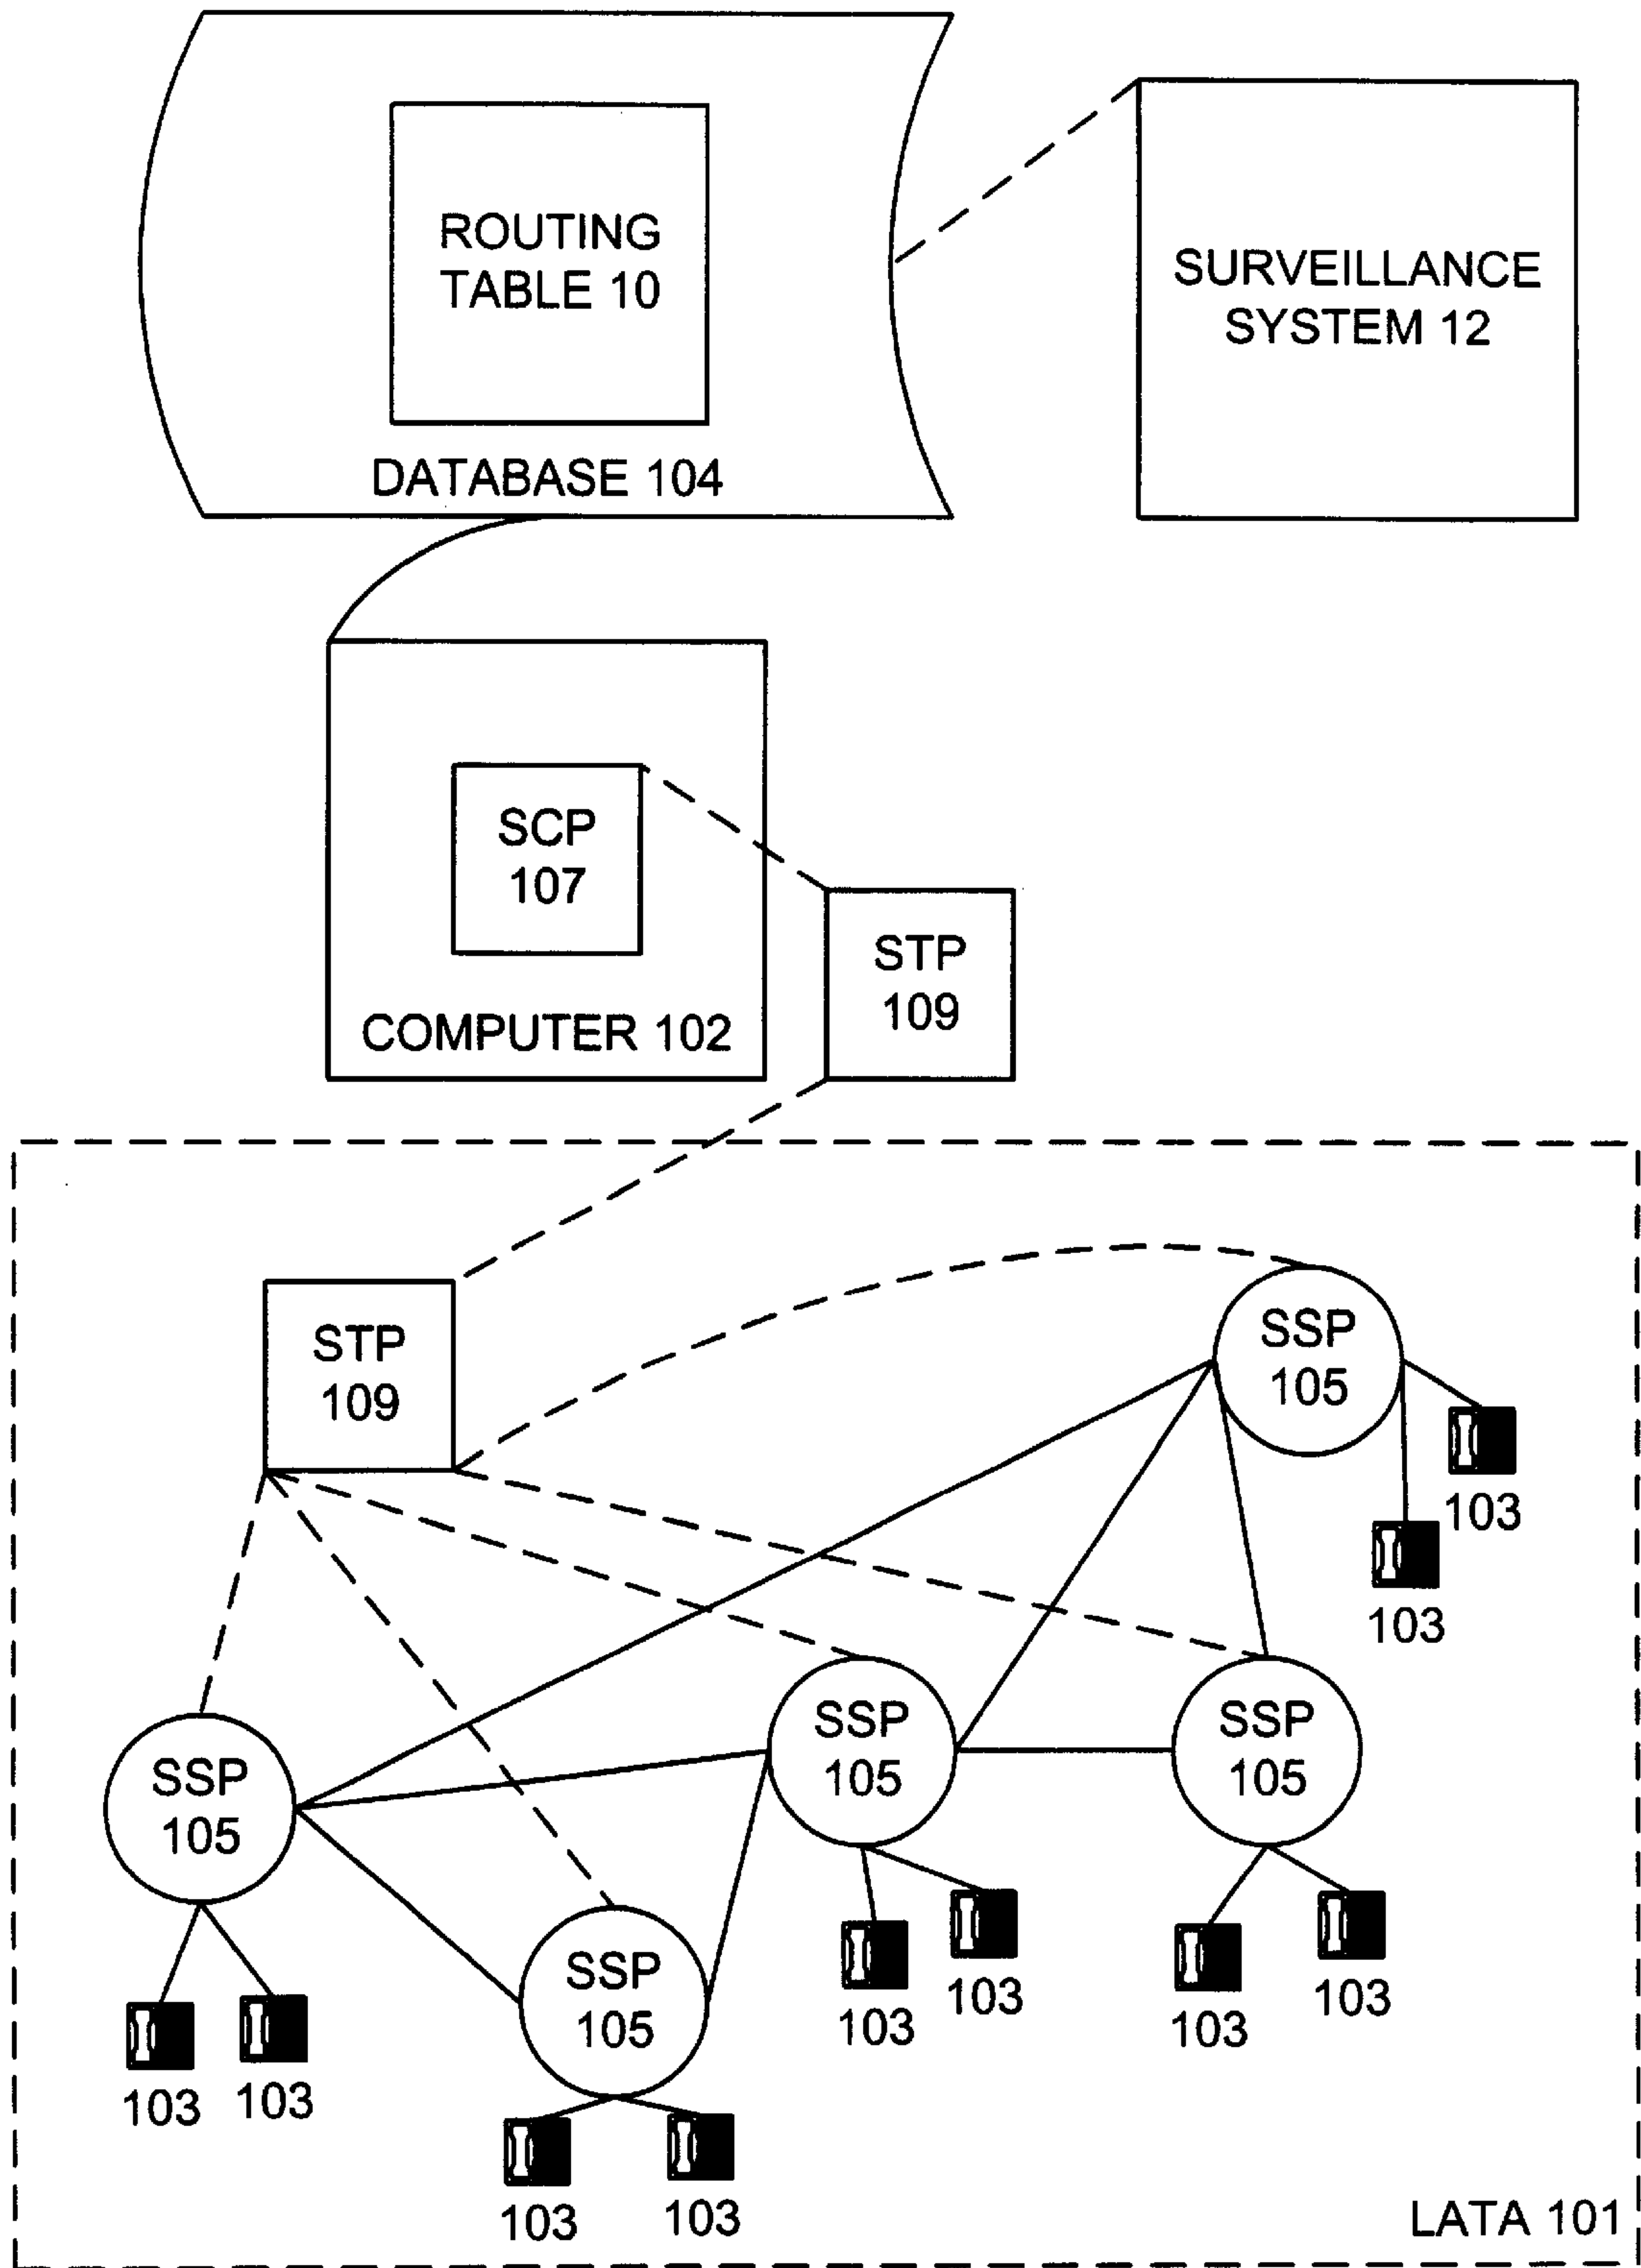 ROUTING
TABLE 10
DATABASE 104
SURVEILLANCE
SYSTEM 12
SCP
107
COMPUTER 102
STP
109
STP
109
SSP
105
103
103
SSP
105
103
103
SSP
105
103
103
SSP
105
103
103
SSP
105
103
103
LATA 101